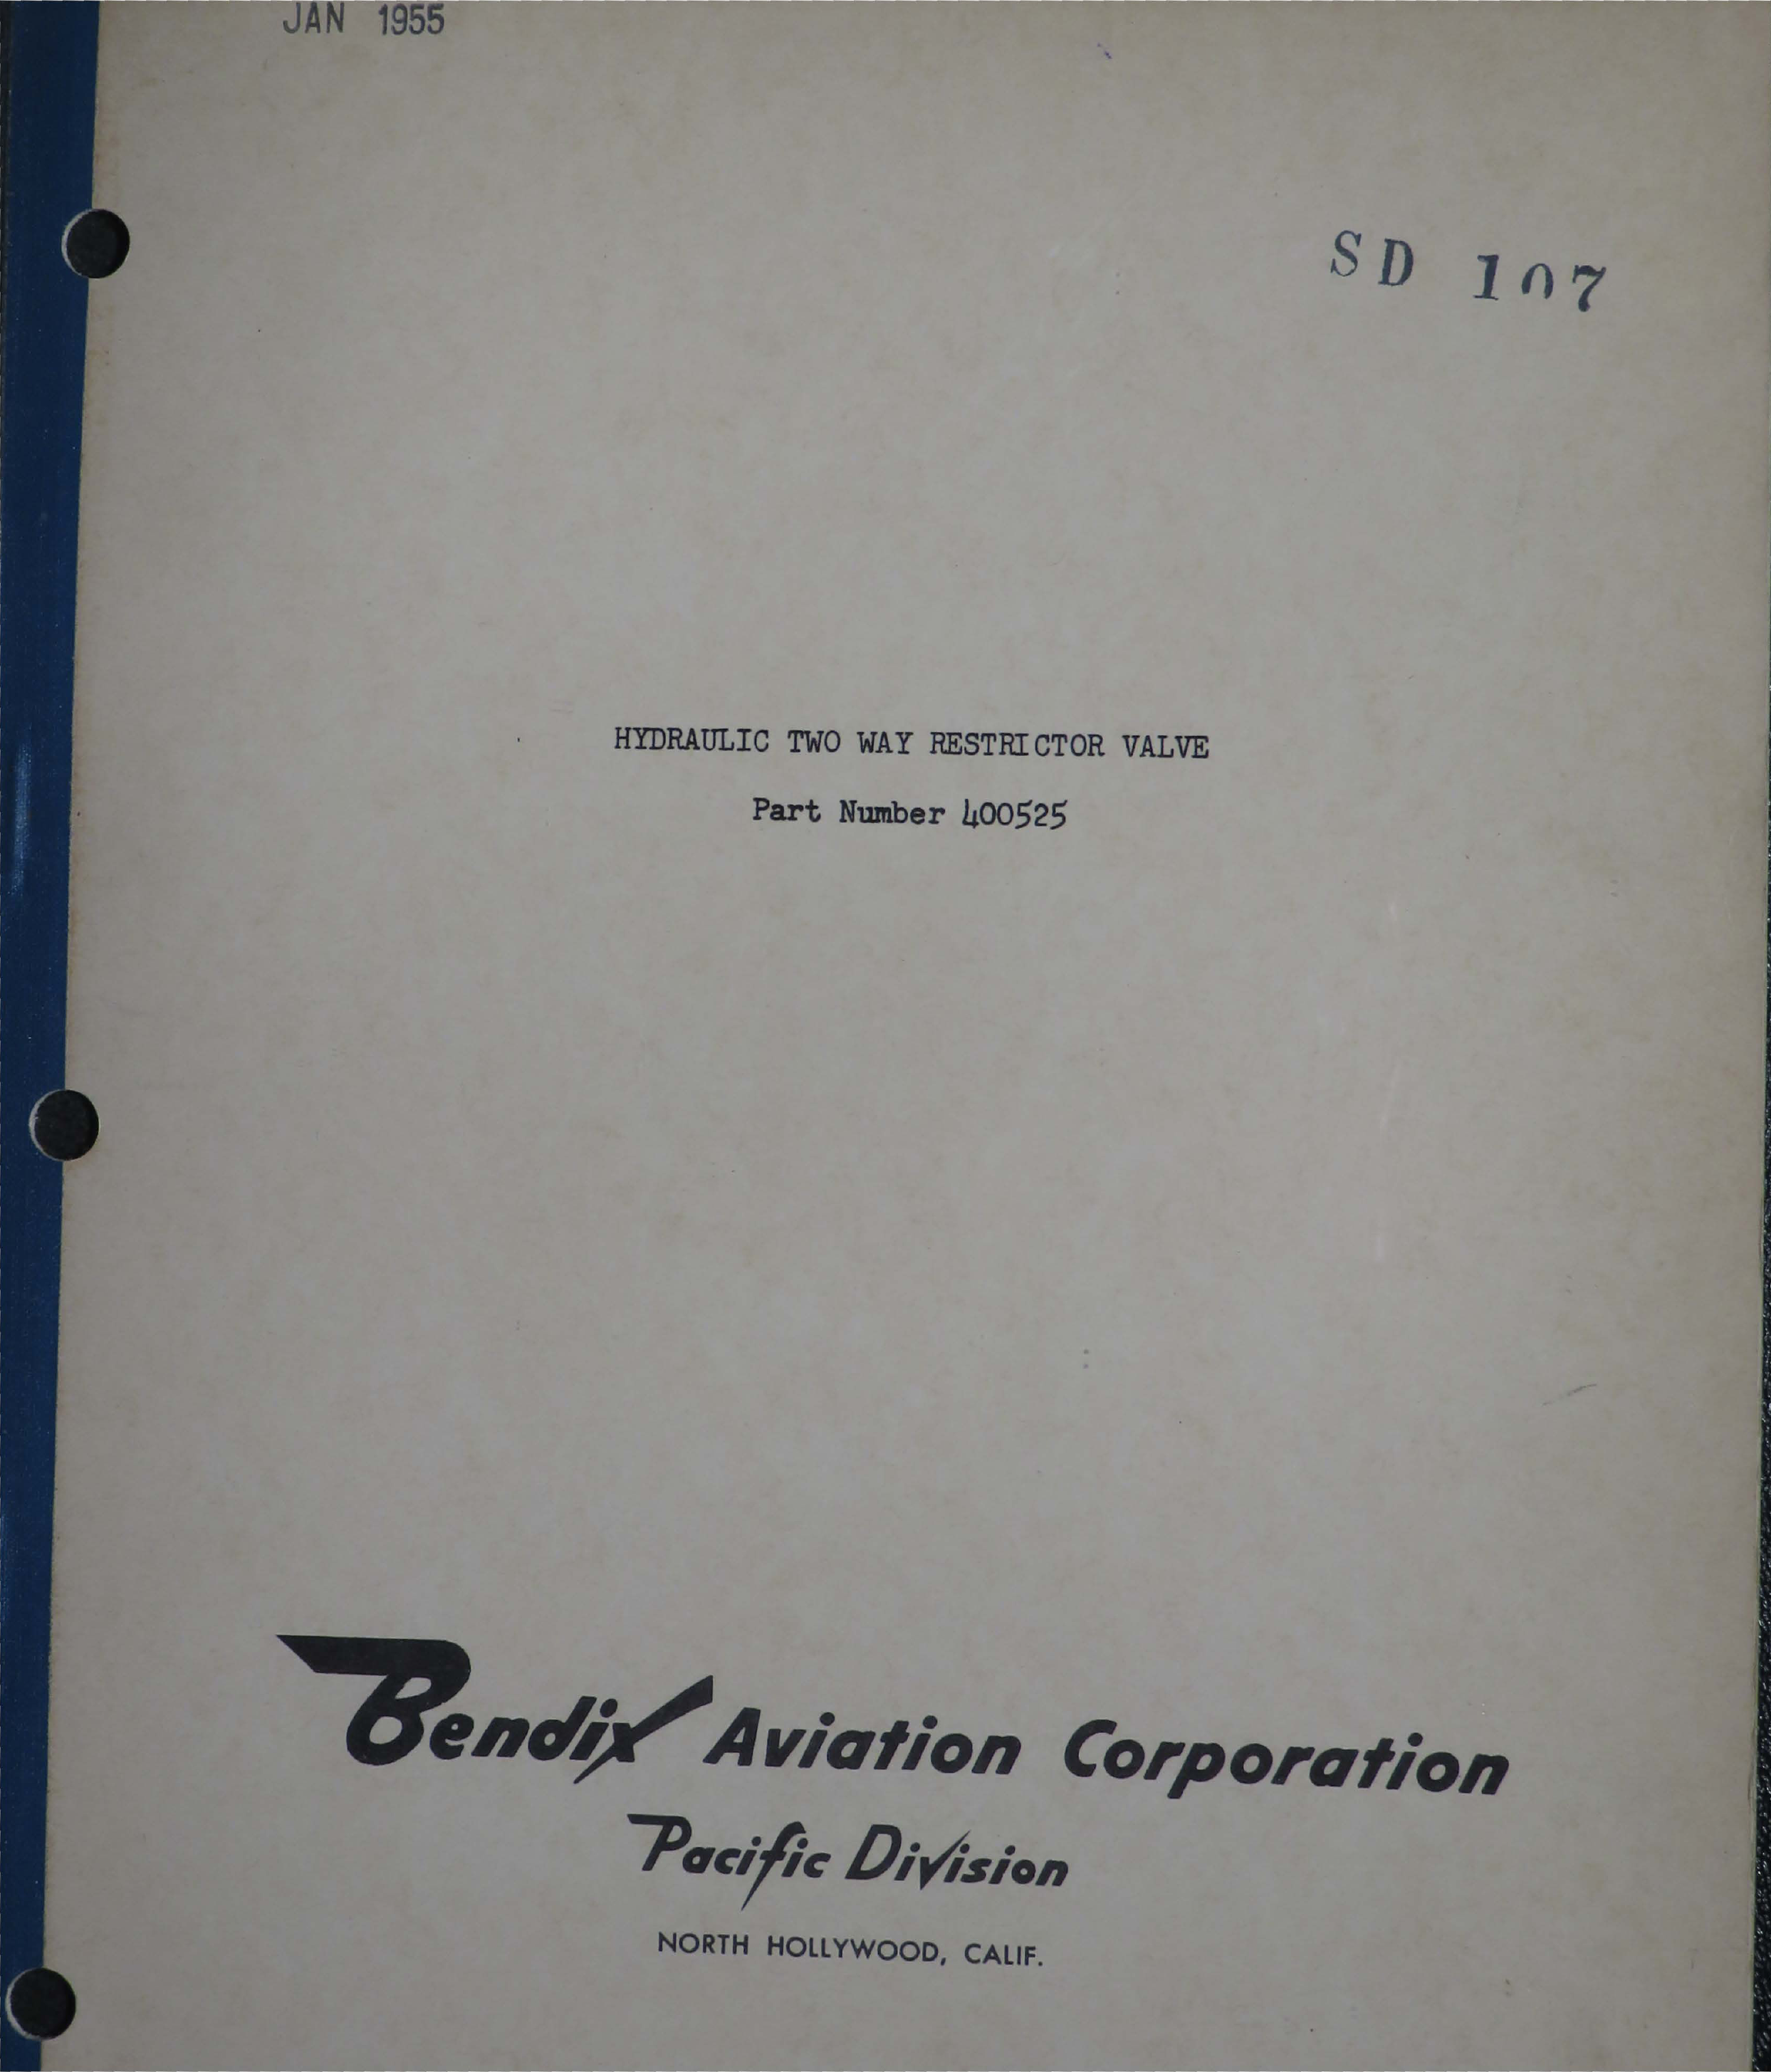 JAN 1955
SD 107
HYDRAULIC TWO WAY RESTRICTOR VALVE
Part Number 400525
Bendix Aviation Corporation
Pacific Division
NORTH HOLLYWOOD, CALIF.